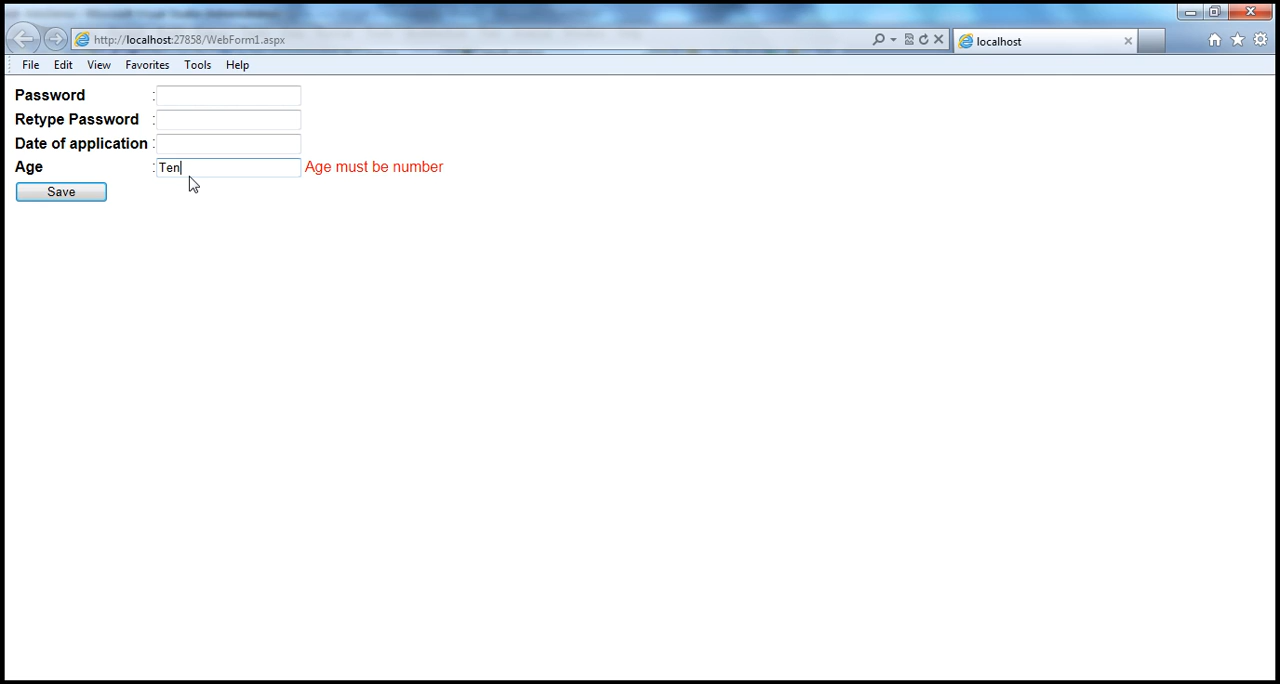 http://localhost:27858/WebForm1.aspx
localhost
File Edit View Favorites Tools Help
Password :
Retype Password :
Date of application :
Age : Ten Age must be number
Save